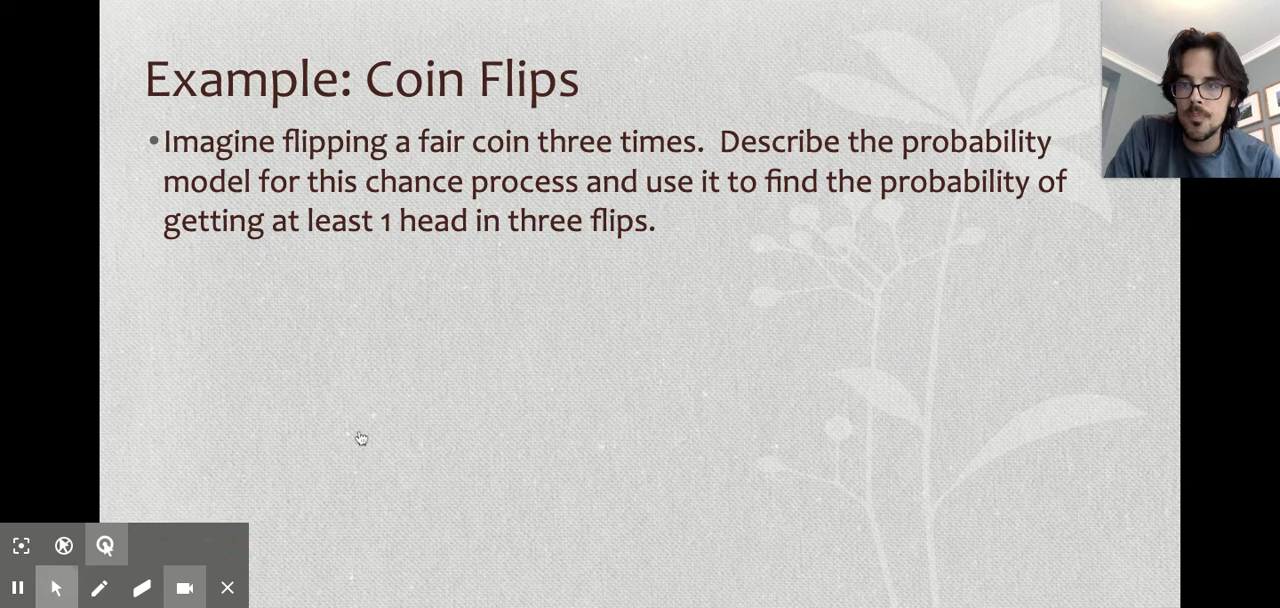 Example: Coin Flips
•Imagine flipping a fair coin three times.  Describe the probability
model for this chance process and use it to find the probability of
getting at least 1 head in three flips.